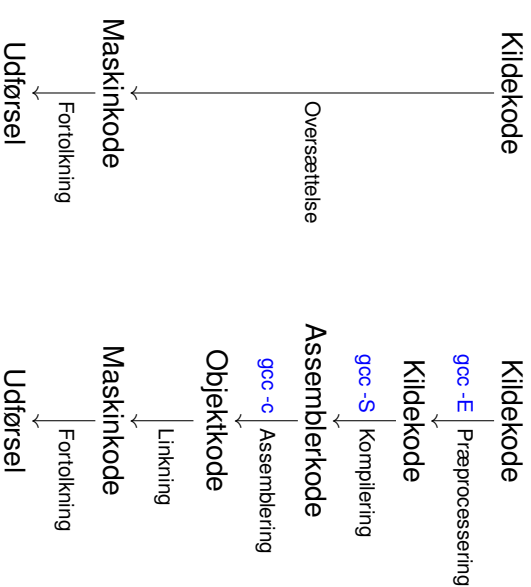 Kildekode
Oversættelse
Maskinkode
Fortolkning
Udførsel
Kildekode
gcc -E Præprocessering
Kildekode
gcc -S Kompilering
Assemblerkode
gcc -c Assemblering
Objektkode
Linkning
Maskinkode
Fortolkning
Udførsel